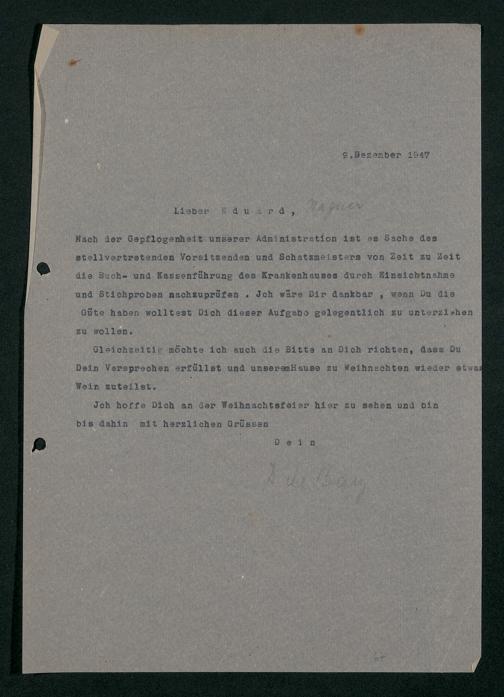 9.Dezember 1947
Lieber E d u a r d , Wagner
Nach der Gepflogenheit unserer Administration ist es Sache des
stellvertretenden Vorsitzenden und Schatzmeisters von Zeit zu Zeit
die Buch- und Kassenführung des Krankenhauses durch Einsichtnahme
und Stichproben nachzuprüfen . Jch wäre Dir dankbar , wenn Du die
Güte haben wolltest Dich dieser Aufgabe gelegentlich zu unterziehen
zu wollen.
Gleichzeitig möchte ich auch die Bitte an Dich richten, dass Du
Dein Versprechen erfüllst und unseremHause zu Weihnachten wieder etwas
Wein zuteilst.
Jch hoffe Dich an der Weihnachtsfeier hier zu sehen und bin
bis dahin mit herzlichen Grüssen
D e i n
D de Bary